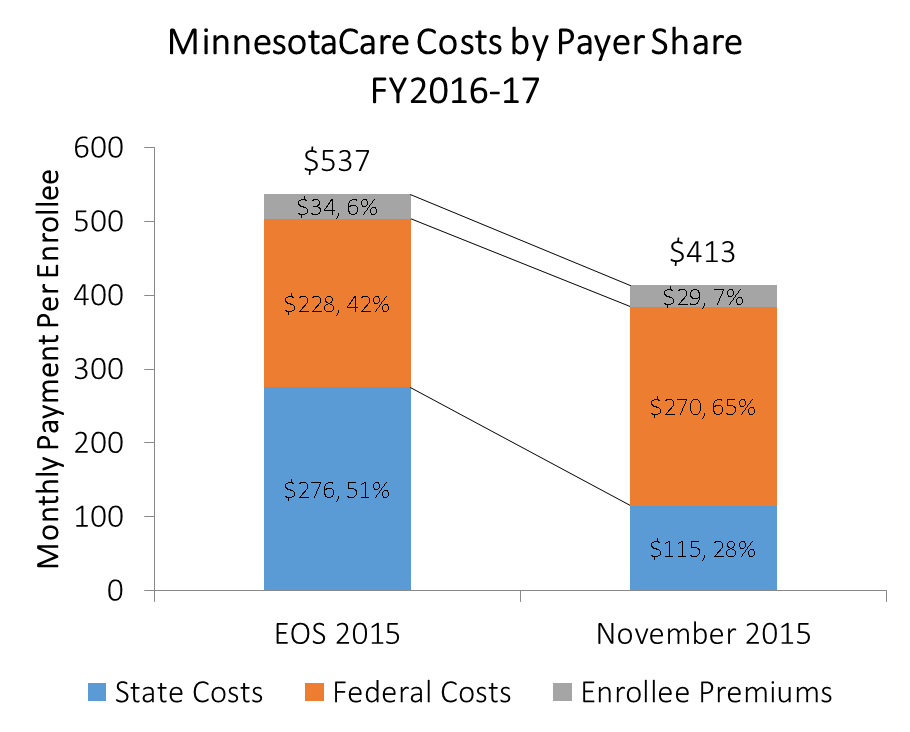 MinnesotaCare Costs by Payer Share
FY2016-17
Monthly Payment Per Enrollee
600
500
400
300
200
100
0
$537
$34, 6%
$228, 42%
$276, 51%
$413
$29, 7%
$270, 65%
$115, 28%
EOS 2015
November 2015
State Costs
Federal Costs
Enrollee Premiums